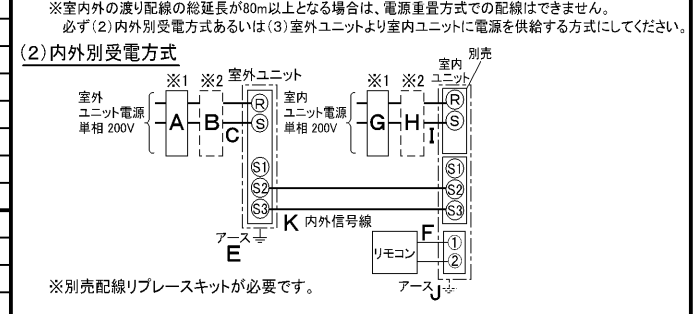 ※室内外の渡り配線の総延長が80m以上となる場合は、電源重畳方式での配線はできません。
必ず(2)内外別受電方式あるいは(3)室外ユニットより室内ユニットに電源を供給する方式にしてください。
(2)内外別受電方式
※1 ※2 室外ユニット
※1 ※2 室内ユニット 別売
室外
ユニット電源
単相 200V
A B C R S
室内
ユニット電源
単相 200V
G H I R S
S1 S1
S2 S2
S3 S3
K 内外信号線
アース
E
リモコン F ① ②
アース J
※別売配線リプレースキットが必要です。